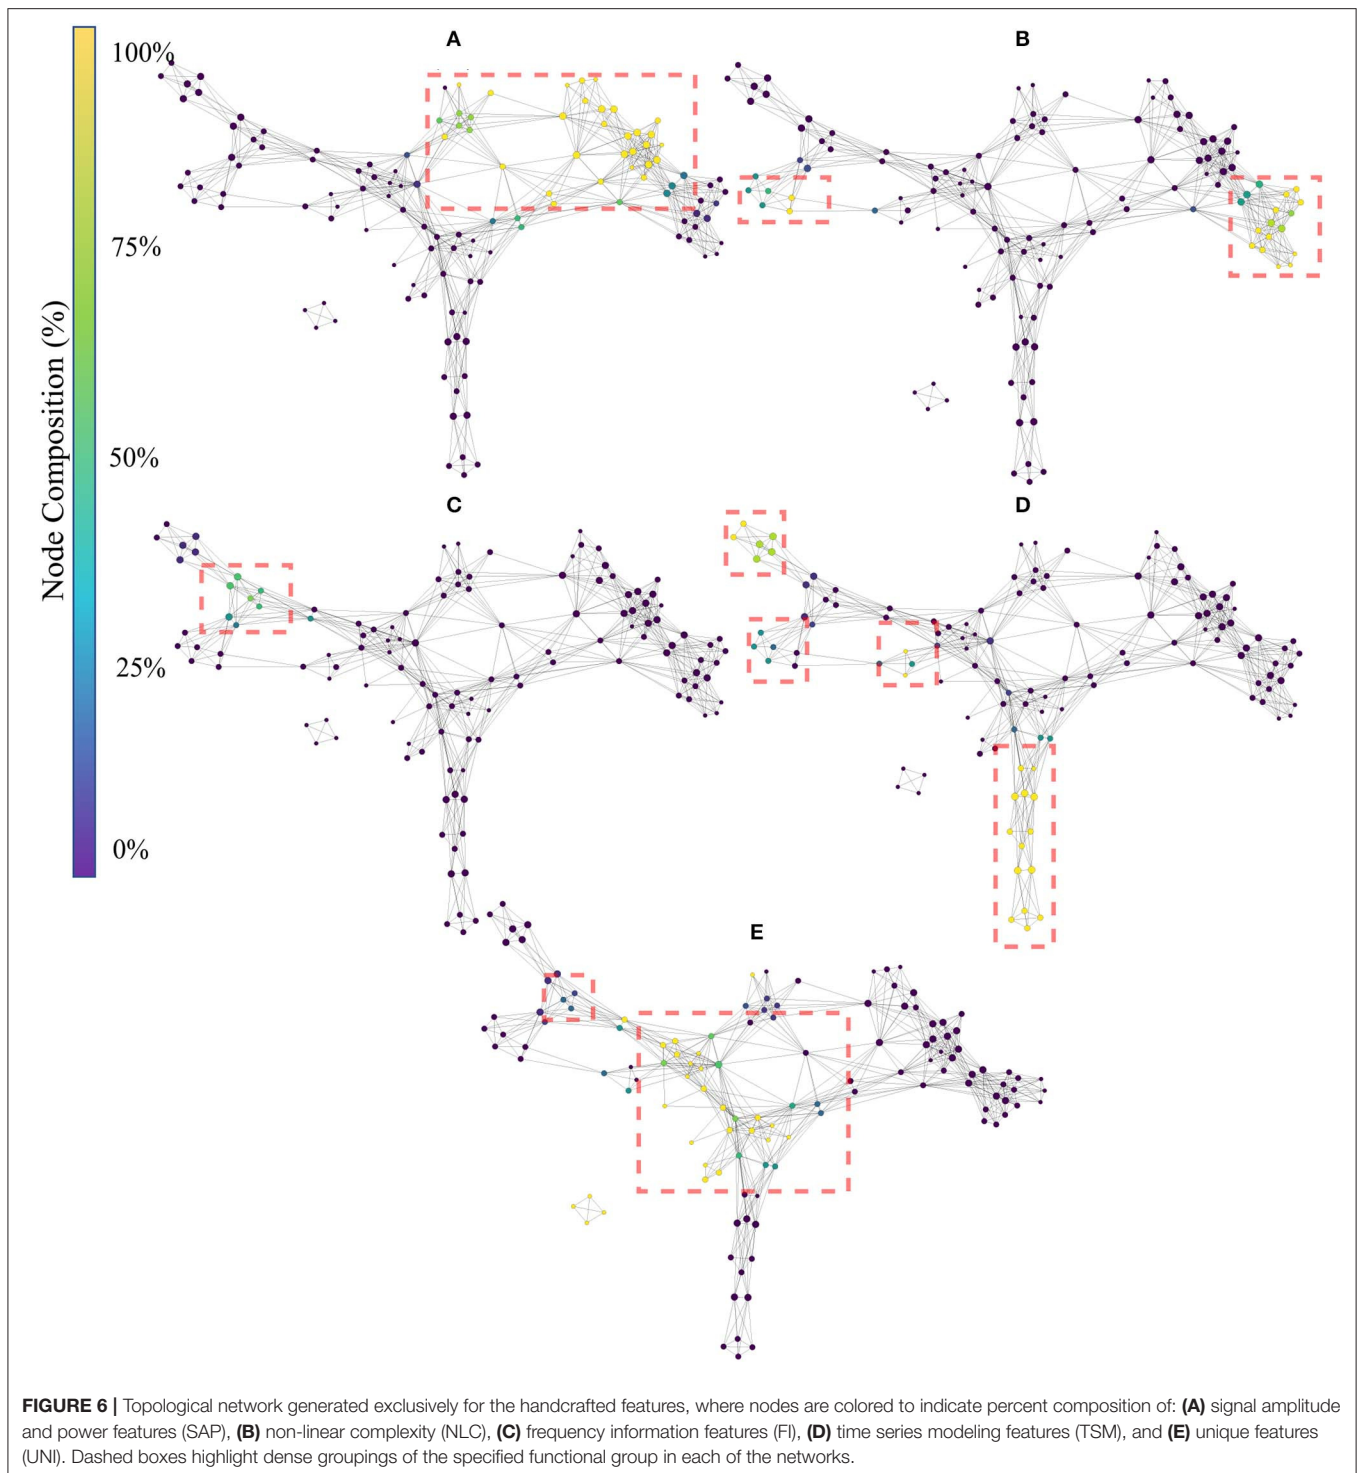 A
B
100%
75%
Node Composition (%)
50%
C
D
25%
0%
E
FIGURE 6 | Topological network generated exclusively for the handcrafted features, where nodes are colored to indicate percent composition of: (A) signal amplitude
and power features (SAP), (B) non-linear complexity (NLC), (C) frequency information features (FI), (D) time series modeling features (TSM), and (E) unique features
(UNI). Dashed boxes highlight dense groupings of the specified functional group in each of the networks.